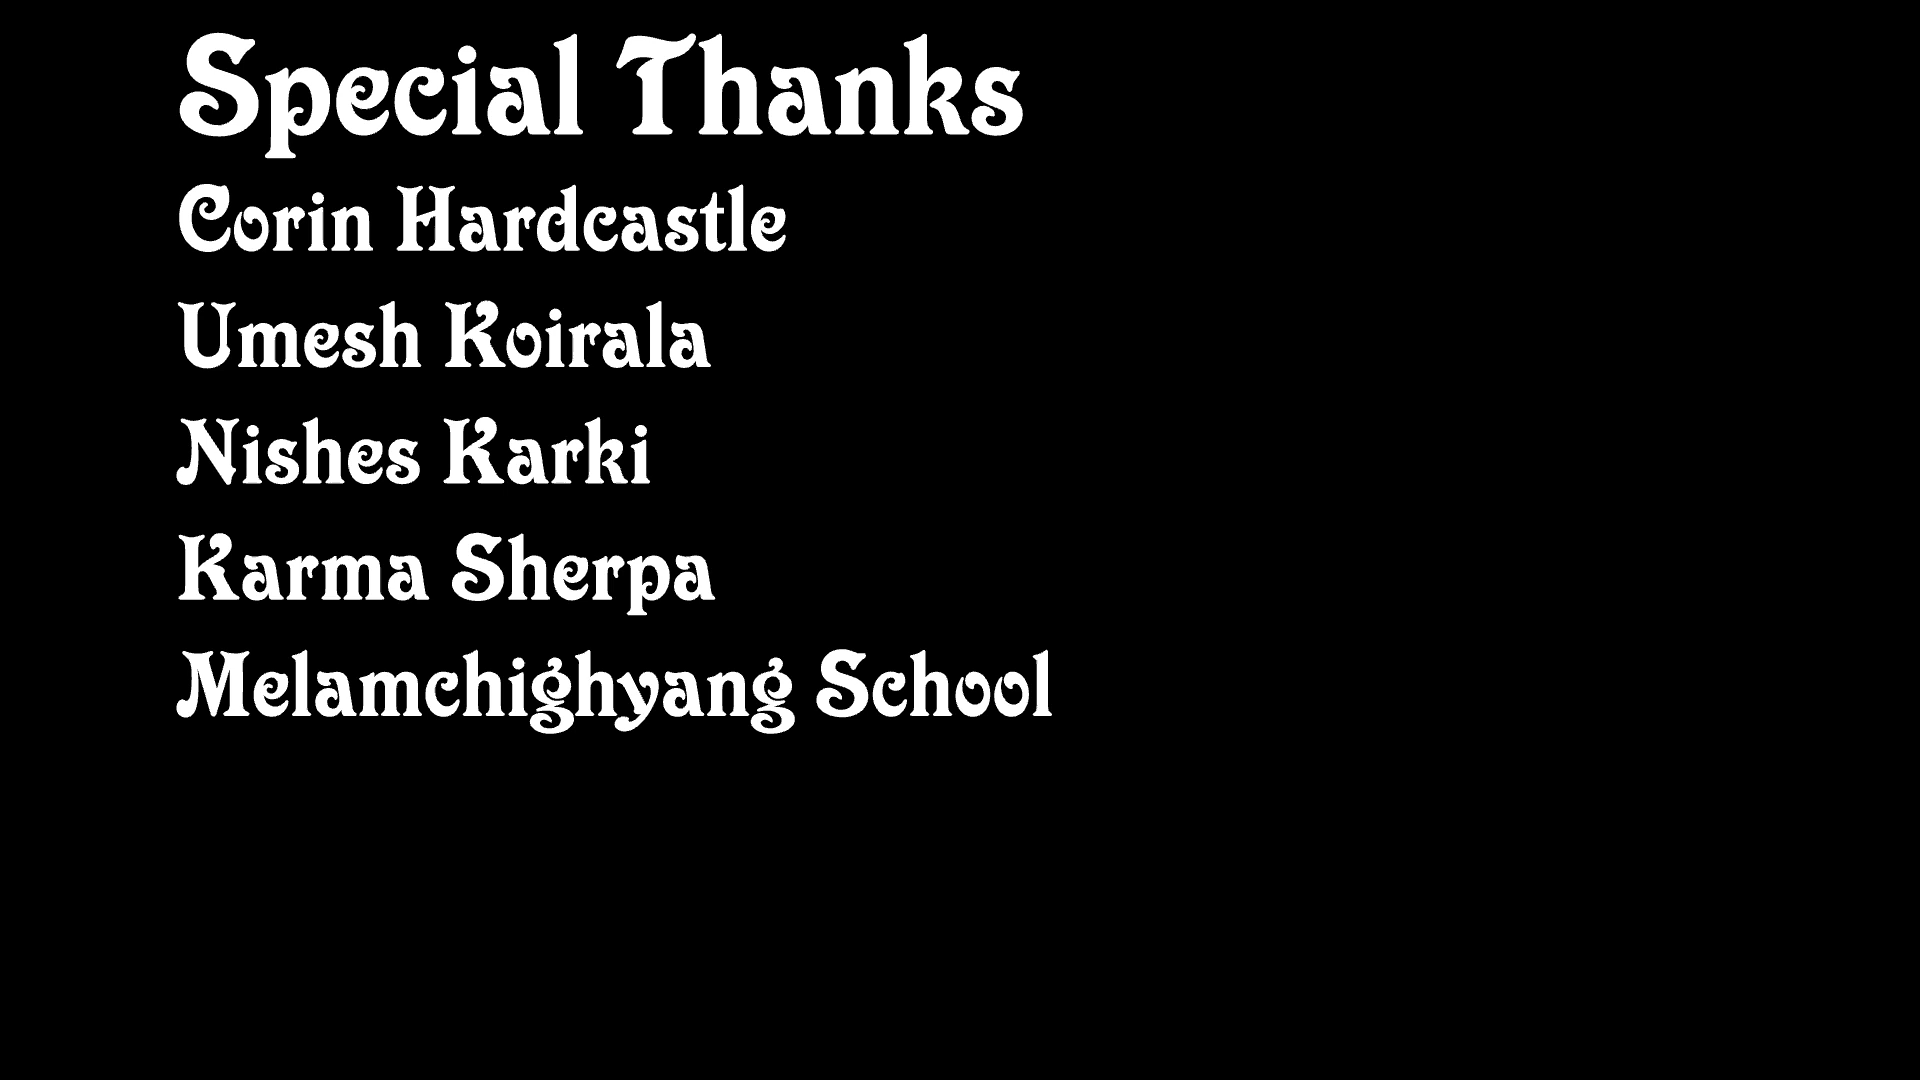 Special Thanks
Corin Hardcastle
Umesh Koirala
Nishes Karki
Karma Sherpa
Melamchighyang School